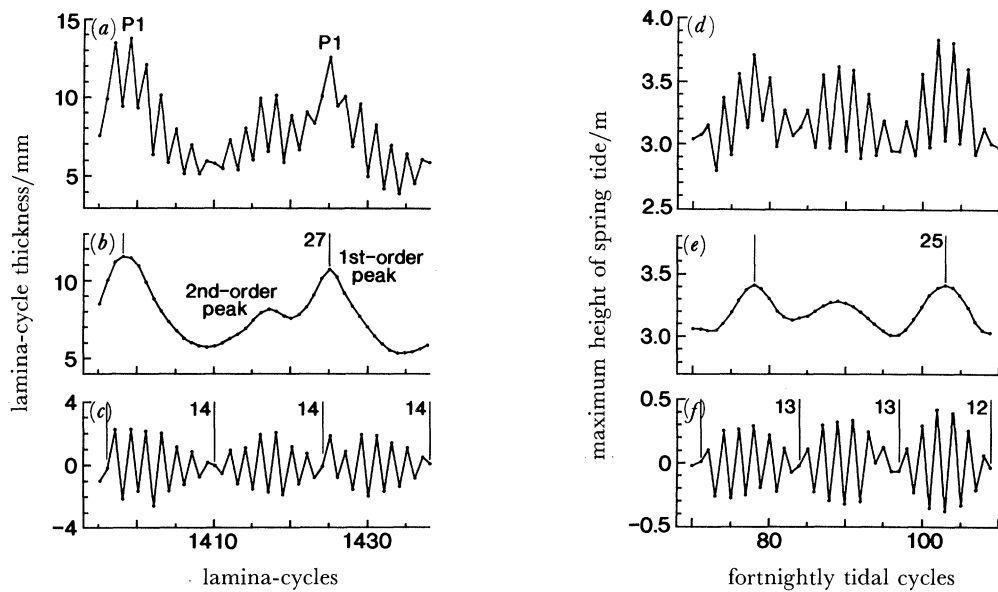 15
(a)
P1
P1
10
5
(b)
27
1st-order
peak
2nd-order
peak
10
5
(c)
14
14
14
4
0
−4
1410
1430
lamina-cycles
lamina-cycle thickness/mm
4.0
(d)
3.5
3.0
2.5
(e)
25
3.5
3.0
(f)
13
13
12
0.5
0
−0.5
80
100
fortnightly tidal cycles
maximum height of spring tide/m